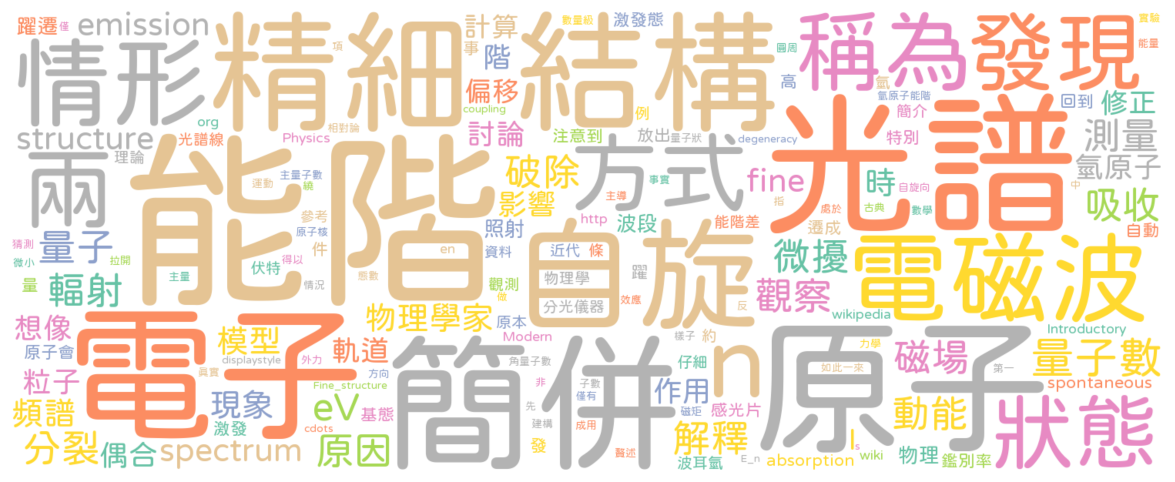 躍遷
僅
emission
精細結構
項
事
計算
數量級
激發態
階
圓周
稱為
發現
實驗
能量
情形
高
氫
氫原子能階
回到
修正
偏移
coupling
例
簡介
org
光譜線
Physics
相對論
討論
注意到
放出
量子狀
degeneracy
特別
測量
structure
理論
兩
能階
主量子數
繞
運動
破除
方式
光譜
氫原子
fine
時
自旋向
中
影響
主導
事實
指
處於
古典
數學
吸收
參考
http
波段
能階差
遷成
自動
猜測
量子
原子核
照射
自旋
微小
拉開
件
en
近代
條
微擾
電磁波
得以
伏特
資料
物理學
躍
觀察
量
輻射
主量
情況
態數
觀測
做
分光儀器
效應
反
wikipedia
想像
電子
物理學家
原本
Modern
樣子
約
力學
Introductory
原子會
模型
displaystyle
外力
軌道
簡併
角量子數
仔細
n
原子
磁場
量子數
如此一來
第一
粒子
真實
方向
Fine_structure
非
子數
作用
spontaneous
頻譜
現象
eV
基態
先
僅有
磁矩
感光片
動能
狀態
激發
cdots
建構
成用
分裂
偶合
spectrum
原因
發
解釋
l
s
波耳氫
E_n
absorption
wiki
物理
鑑別率